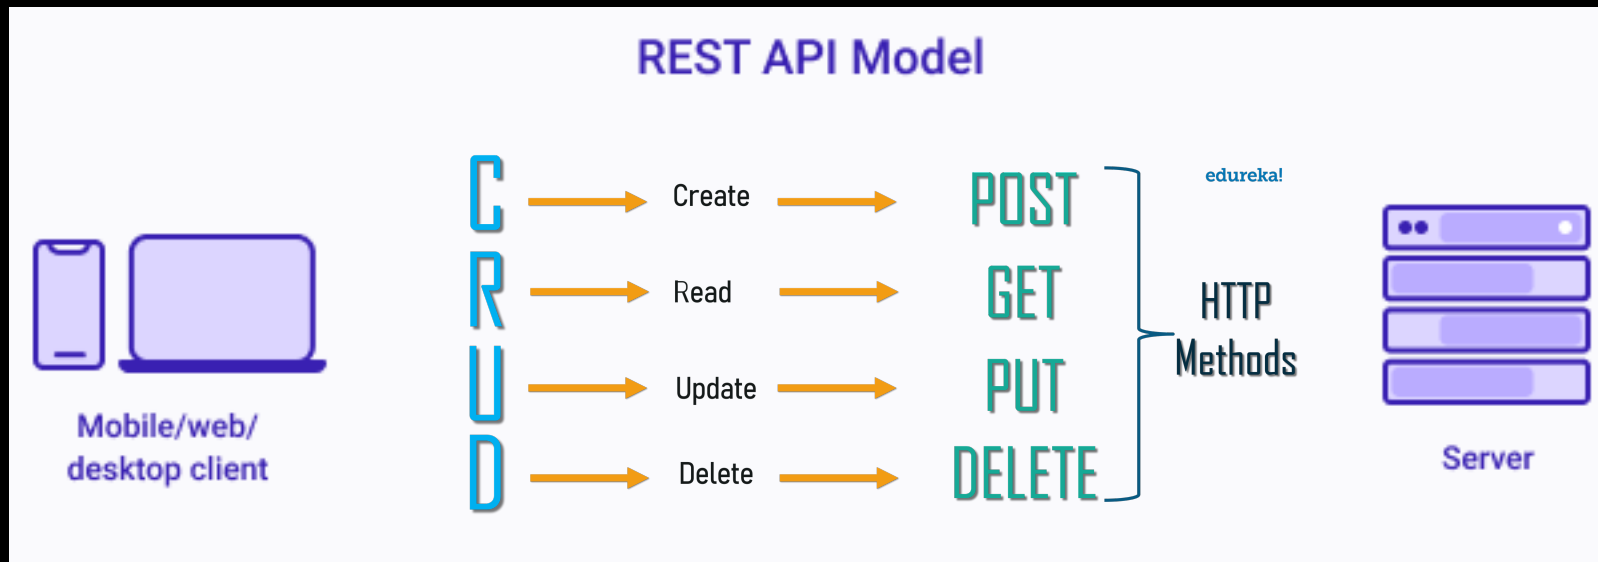 REST API Model
C Create POST
R Read GET
U Update PUT
D Delete DELETE
edureka!
HTTP
Methods
Mobile/web/
desktop client
Server